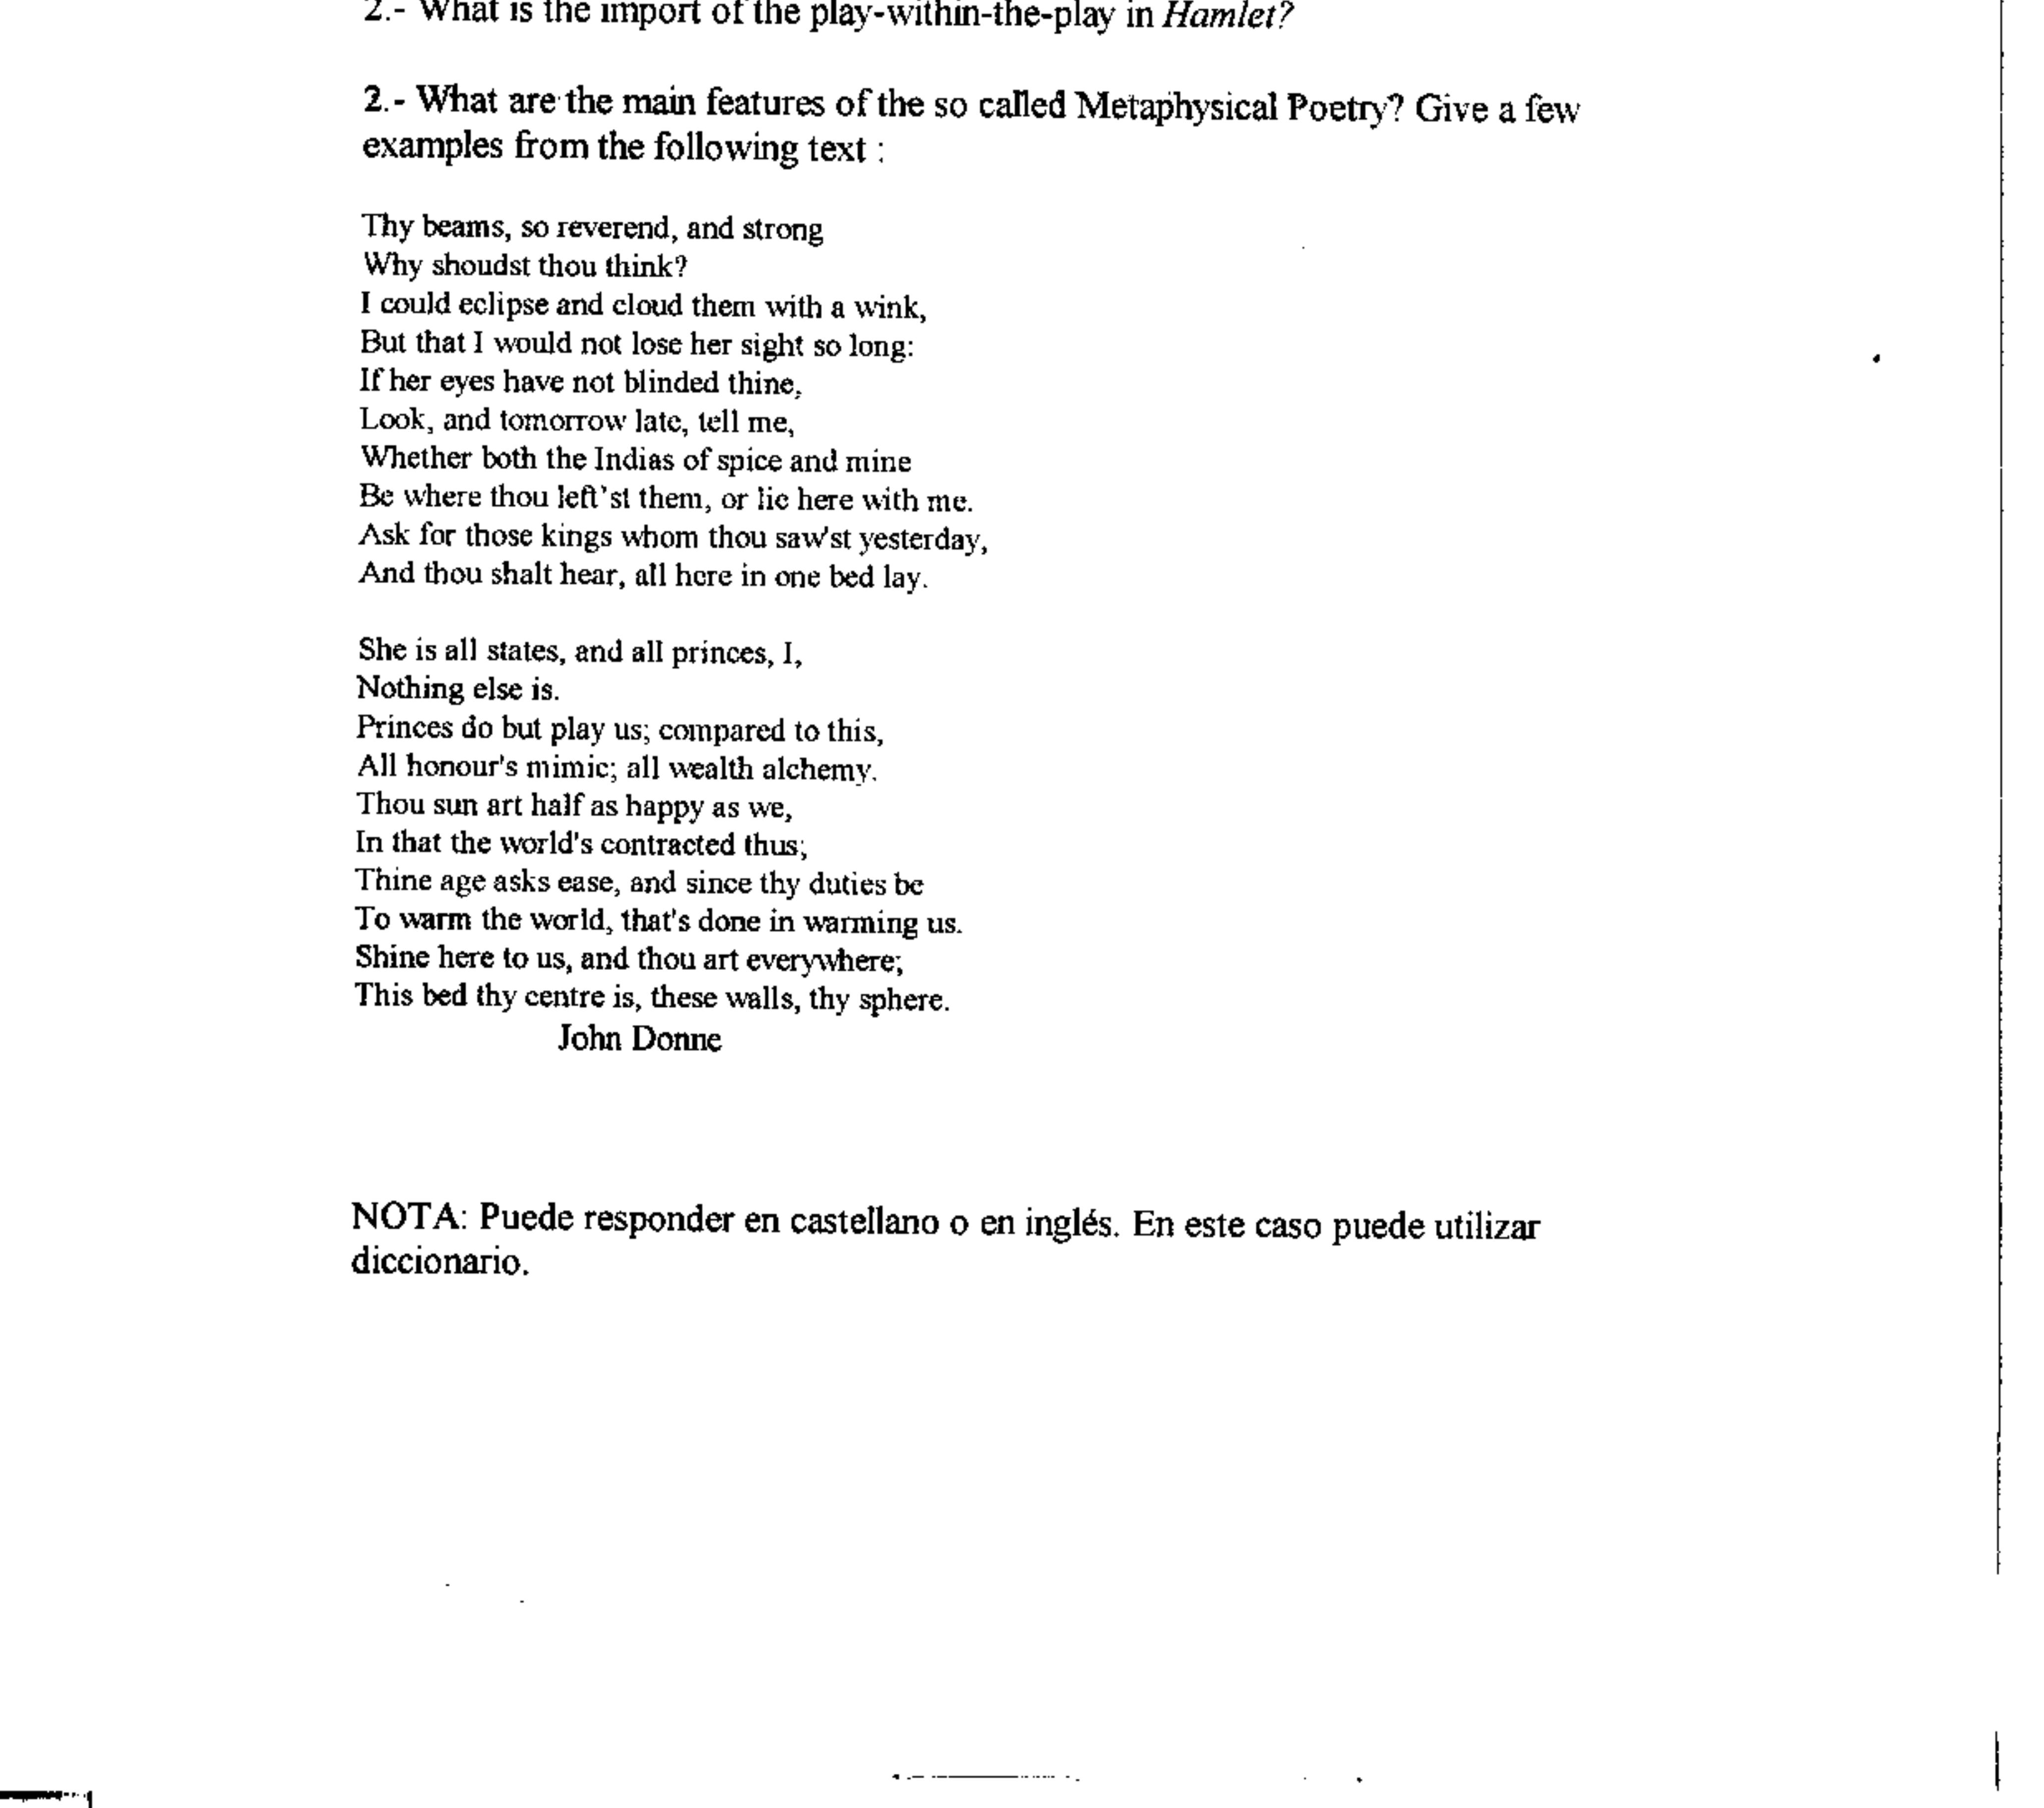 2.- What is the import of the play-within-the-play in Hamlet?
2.- What are the main features of the so called Metaphysical Poetry? Give a few
examples from the following text :
Thy beams, so reverend, and strong
Why shoudst thou think?
I could eclipse and cloud them with a wink,
But that I would not lose her sight so long:
If her eyes have not blinded thine,
Look, and tomorrow late, tell me,
Whether both the Indias of spice and mine
Be where thou left'st them, or lie here with me.
Ask for those kings whom thou saw'st yesterday,
And thou shalt hear, all here in one bed lay.
She is all states, and all princes, I,
Nothing else is.
Princes do but play us; compared to this,
All honour's mimic; all wealth alchemy.
Thou sun art half as happy as we,
In that the world's contracted thus;
Thine age asks ease, and since thy duties be
To warm the world, that's done in warming us.
Shine here to us, and thou art everywhere;
This bed thy centre is, these walls, thy sphere.
John Donne
NOTA: Puede responder en castellano o en inglés. En este caso puede utilizar
diccionario.